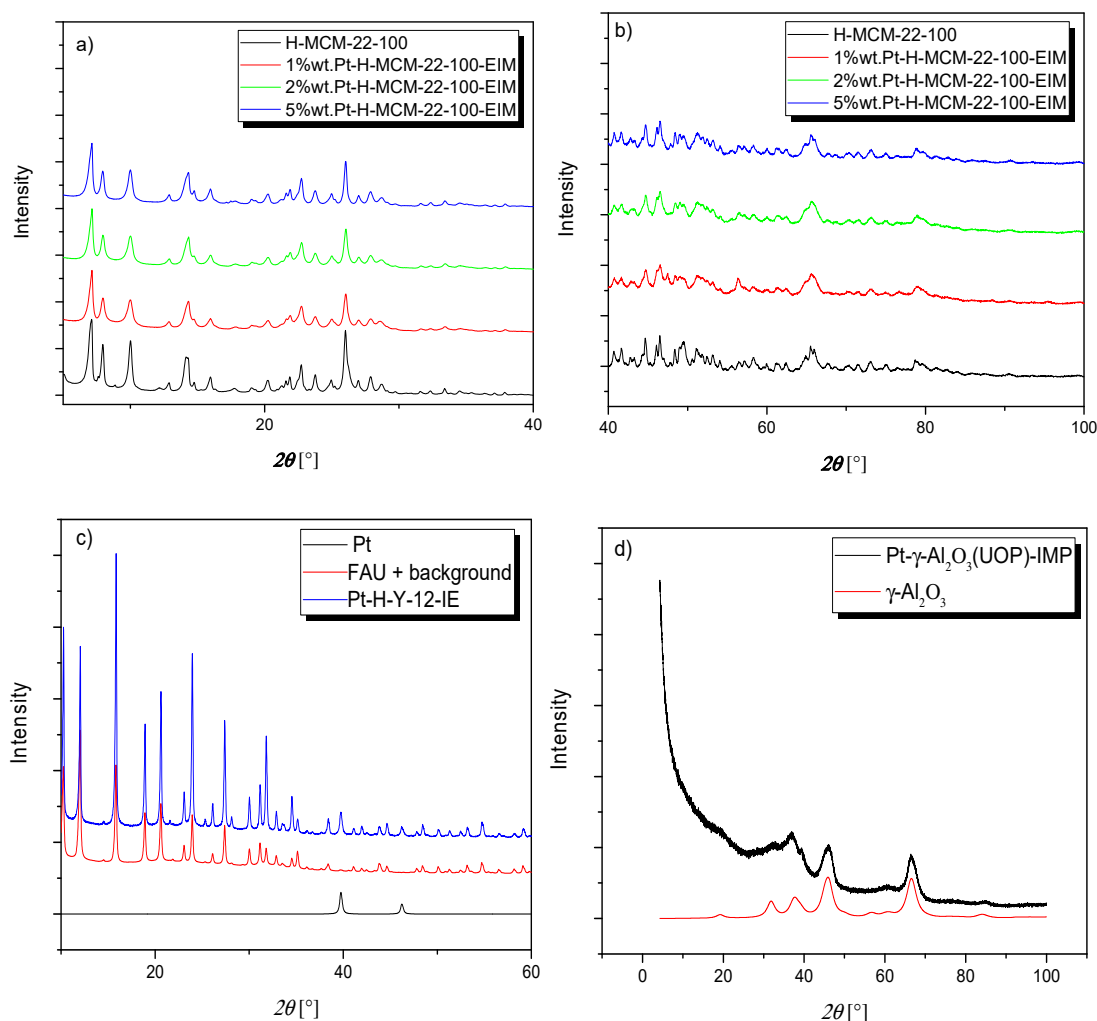 a)
H-MCM-22-100
1%wt.Pt-H-MCM-22-100-EIM
2%wt.Pt-H-MCM-22-100-EIM
5%wt.Pt-H-MCM-22-100-EIM
Intensity
20
40
2θ [°]
b)
H-MCM-22-100
1%wt.Pt-H-MCM-22-100-EIM
2%wt.Pt-H-MCM-22-100-EIM
5%wt.Pt-H-MCM-22-100-EIM
Intensity
40
60
80
100
2θ [°]
c)
Pt
FAU + background
Pt-H-Y-12-IE
Intensity
20
40
60
2θ [°]
d)
Pt-γ-Al₂O₃(UOP)-IMP
γ-Al₂O₃
Intensity
0
20
40
60
80
100
2θ [°]